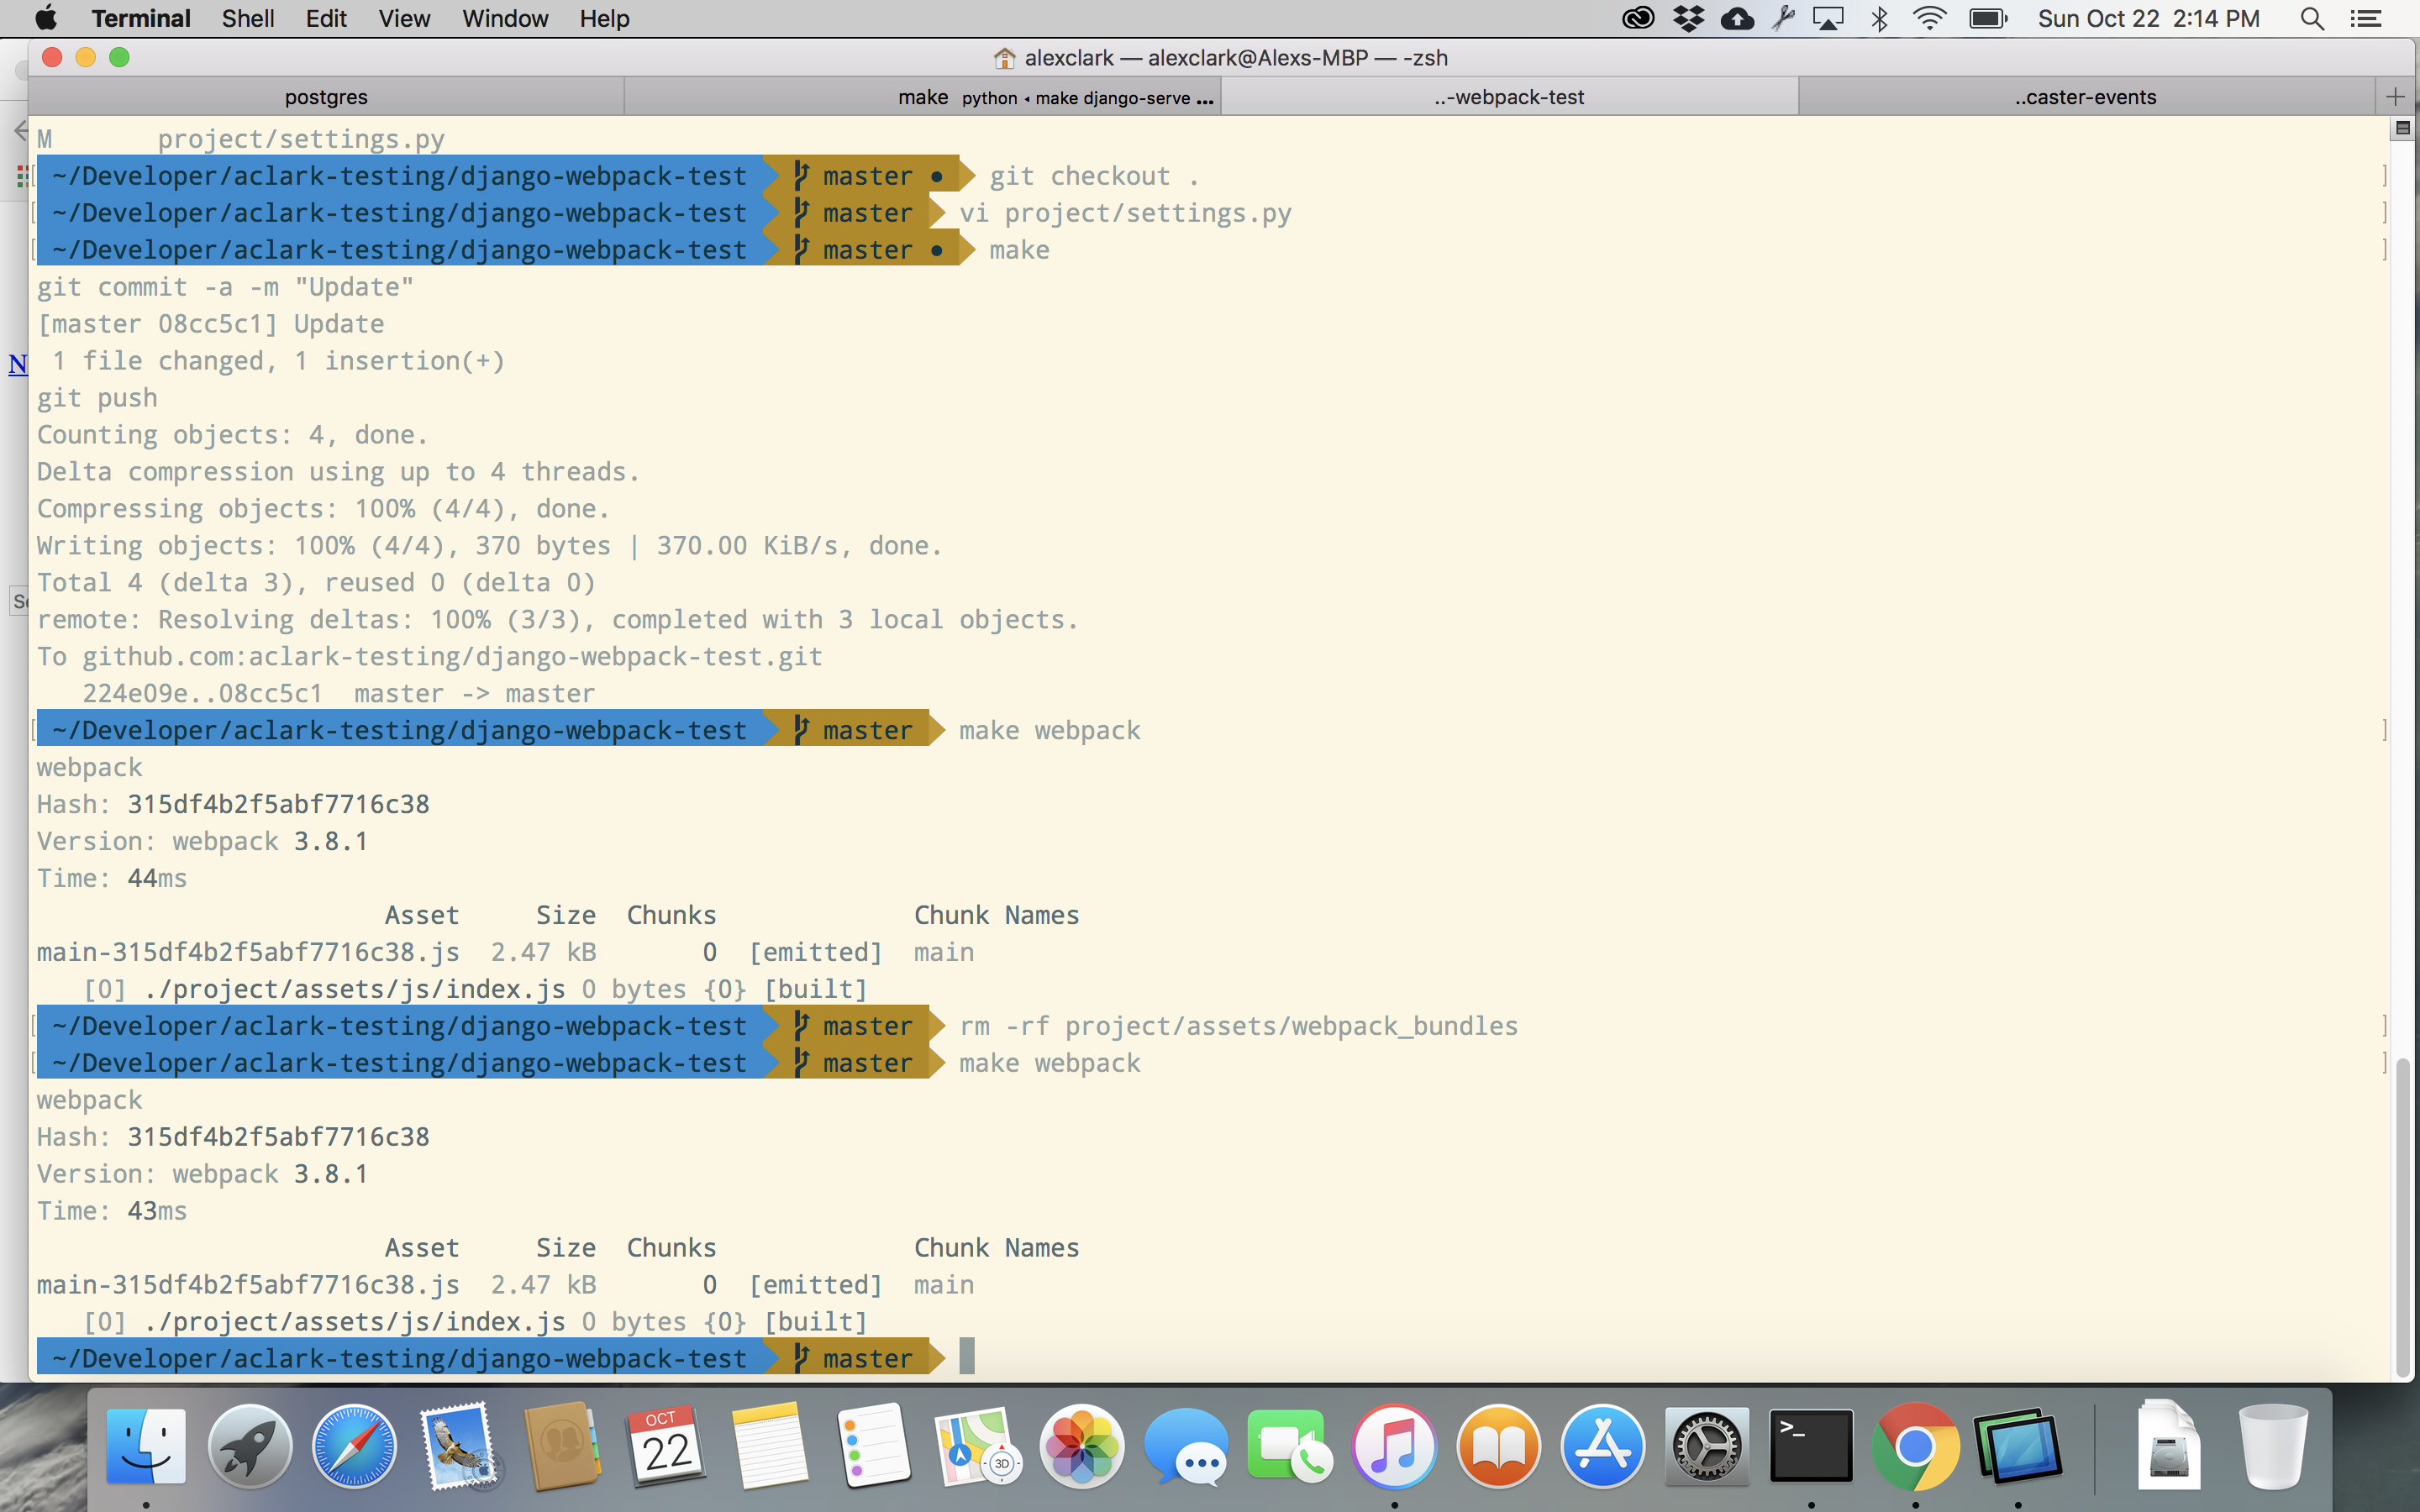 Terminal Shell Edit View Window Help Sun Oct 22 2:14 PM
alexclark — alexclark@Alexs-MBP — -zsh
postgres make python ◂ make django-serve ... ..-webpack-test ..caster-events
M project/settings.py
~/Developer/aclark-testing/django-webpack-test master ● git checkout .
~/Developer/aclark-testing/django-webpack-test master vi project/settings.py
~/Developer/aclark-testing/django-webpack-test master ● make
git commit -a -m "Update"
[master 08cc5c1] Update
1 file changed, 1 insertion(+)
git push
Counting objects: 4, done.
Delta compression using up to 4 threads.
Compressing objects: 100% (4/4), done.
Writing objects: 100% (4/4), 370 bytes | 370.00 KiB/s, done.
Total 4 (delta 3), reused 0 (delta 0)
remote: Resolving deltas: 100% (3/3), completed with 3 local objects.
To github.com:aclark-testing/django-webpack-test.git
224e09e..08cc5c1 master -> master
~/Developer/aclark-testing/django-webpack-test master make webpack
webpack
Hash: 315df4b2f5abf7716c38
Version: webpack 3.8.1
Time: 44ms
Asset Size Chunks Chunk Names
main-315df4b2f5abf7716c38.js 2.47 kB 0 [emitted] main
[0] ./project/assets/js/index.js 0 bytes {0} [built]
~/Developer/aclark-testing/django-webpack-test master rm -rf project/assets/webpack_bundles
~/Developer/aclark-testing/django-webpack-test master make webpack
webpack
Hash: 315df4b2f5abf7716c38
Version: webpack 3.8.1
Time: 43ms
Asset Size Chunks Chunk Names
main-315df4b2f5abf7716c38.js 2.47 kB 0 [emitted] main
[0] ./project/assets/js/index.js 0 bytes {0} [built]
~/Developer/aclark-testing/django-webpack-test master
OCT
22
3D
>_